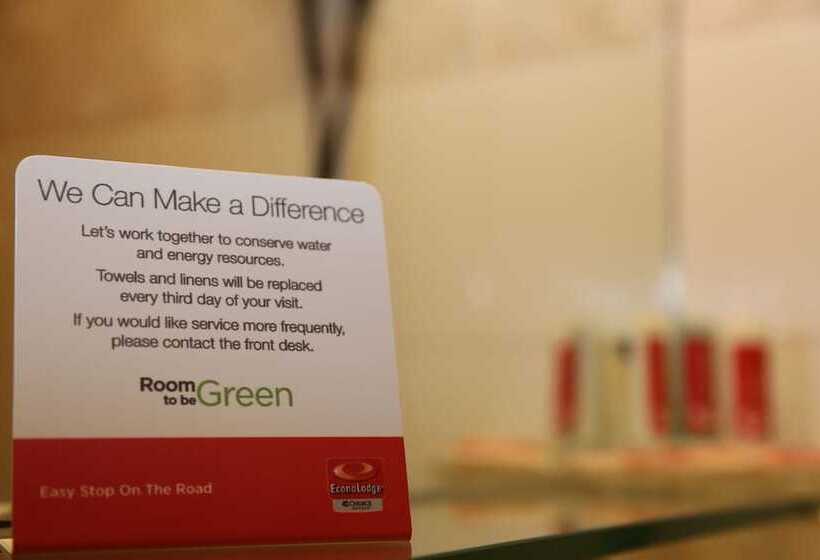 We Can Make a Difference
Let's work together to conserve water
and energy resources.
Towels and linens will be replaced
every third day of your visit.
If you would like service more frequently,
please contact the front desk.
Room
to be Green
Easy Stop On The Road
EconoLodge
CHOICE